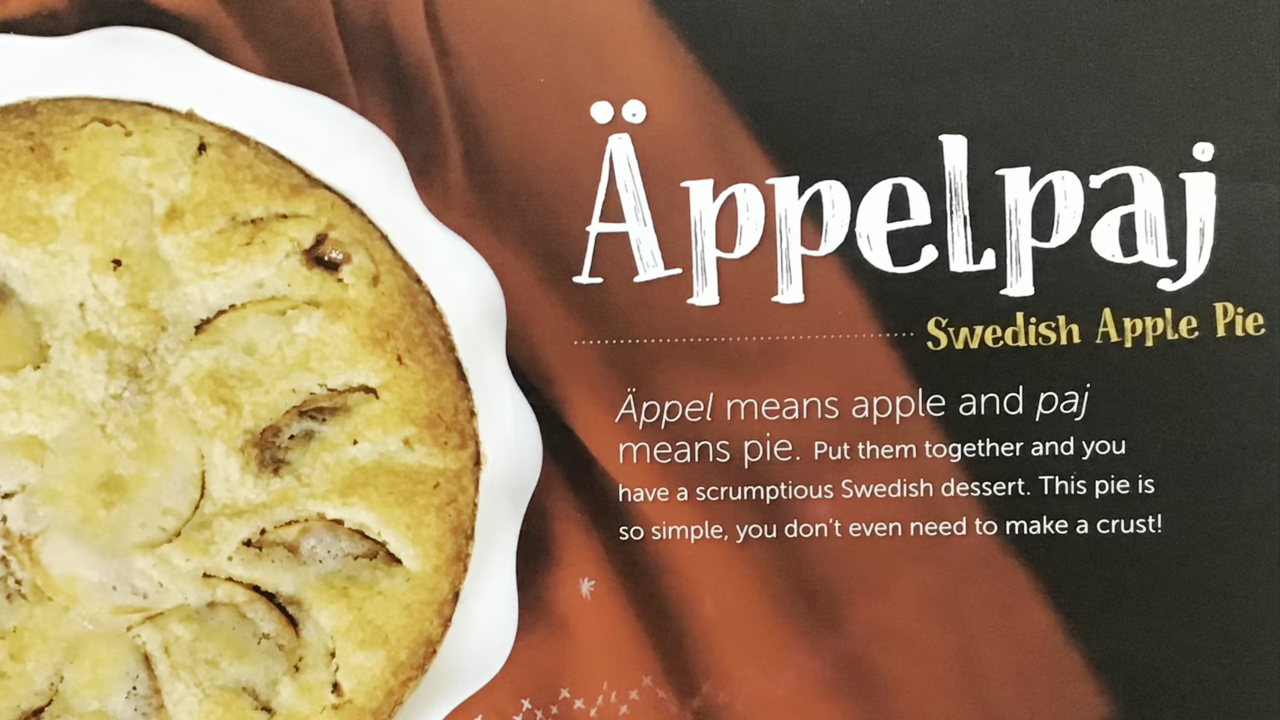 Äppelpaj
Swedish Apple Pie
Äppel means apple and paj
means pie. Put them together and you
have a scrumptious Swedish dessert. This pie is
so simple, you don't even need to make a crust!